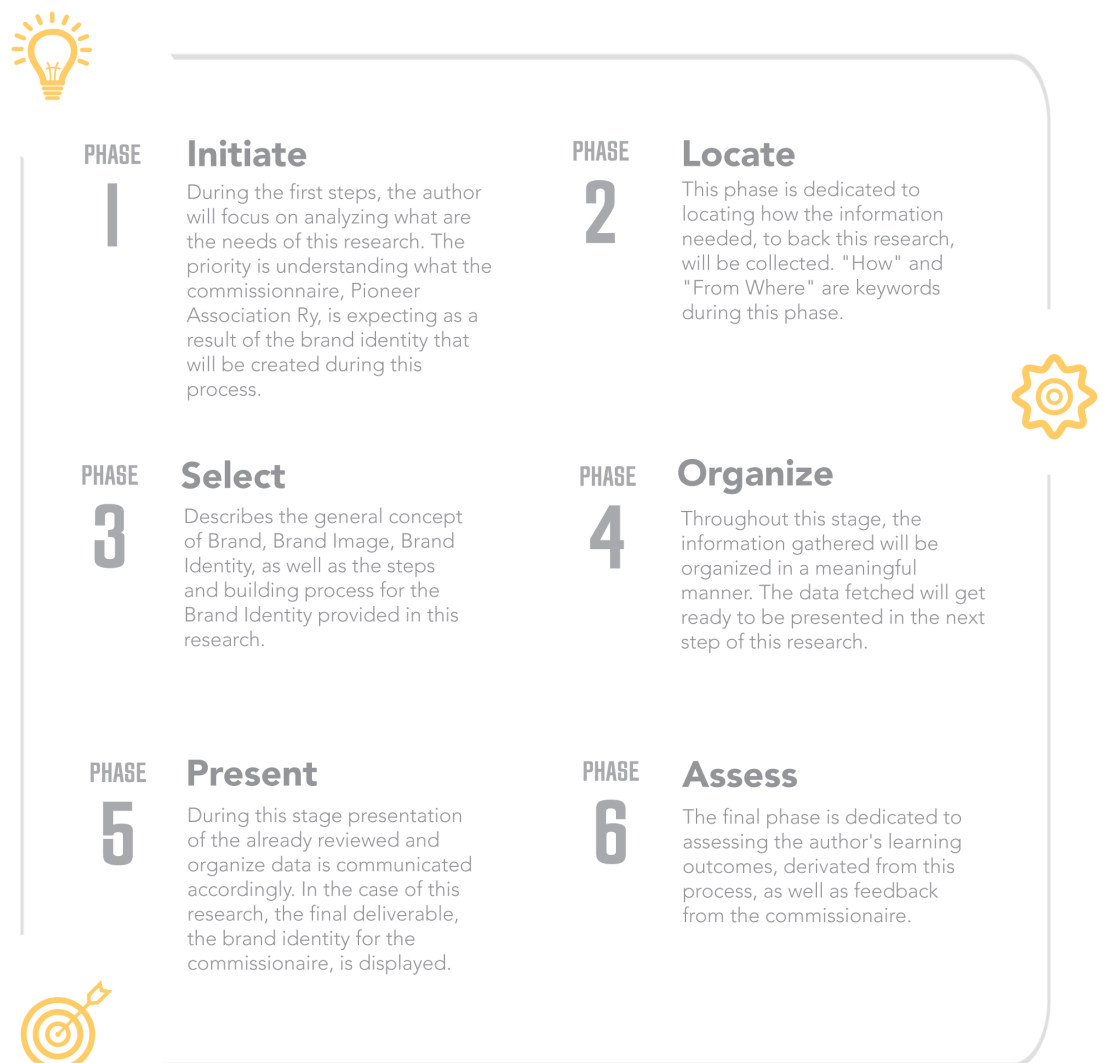 PHASE
1
Initiate
During the first steps, the author
will focus on analyzing what are
the needs of this research. The
priority is understanding what the
commissionnaire, Pioneer
Association Ry, is expecting as a
result of the brand identity that
will be created during this
process.
PHASE
2
Locate
This phase is dedicated to
locating how the information
needed, to back this research,
will be collected. "How" and
"From Where" are keywords
during this phase.
PHASE
3
Select
Describes the general concept
of Brand, Brand Image, Brand
Identity, as well as the steps
and building process for the
Brand Identity provided in this
research.
PHASE
4
Organize
Throughout this stage, the
information gathered will be
organized in a meaningful
manner. The data fetched will get
ready to be presented in the next
step of this research.
PHASE
5
Present
During this stage presentation
of the already reviewed and
organize data is communicated
accordingly. In the case of this
research, the final deliverable,
the brand identity for the
commissionaire, is displayed.
PHASE
6
Assess
The final phase is dedicated to
assessing the author's learning
outcomes, derivated from this
process, as well as feedback
from the commissionaire.